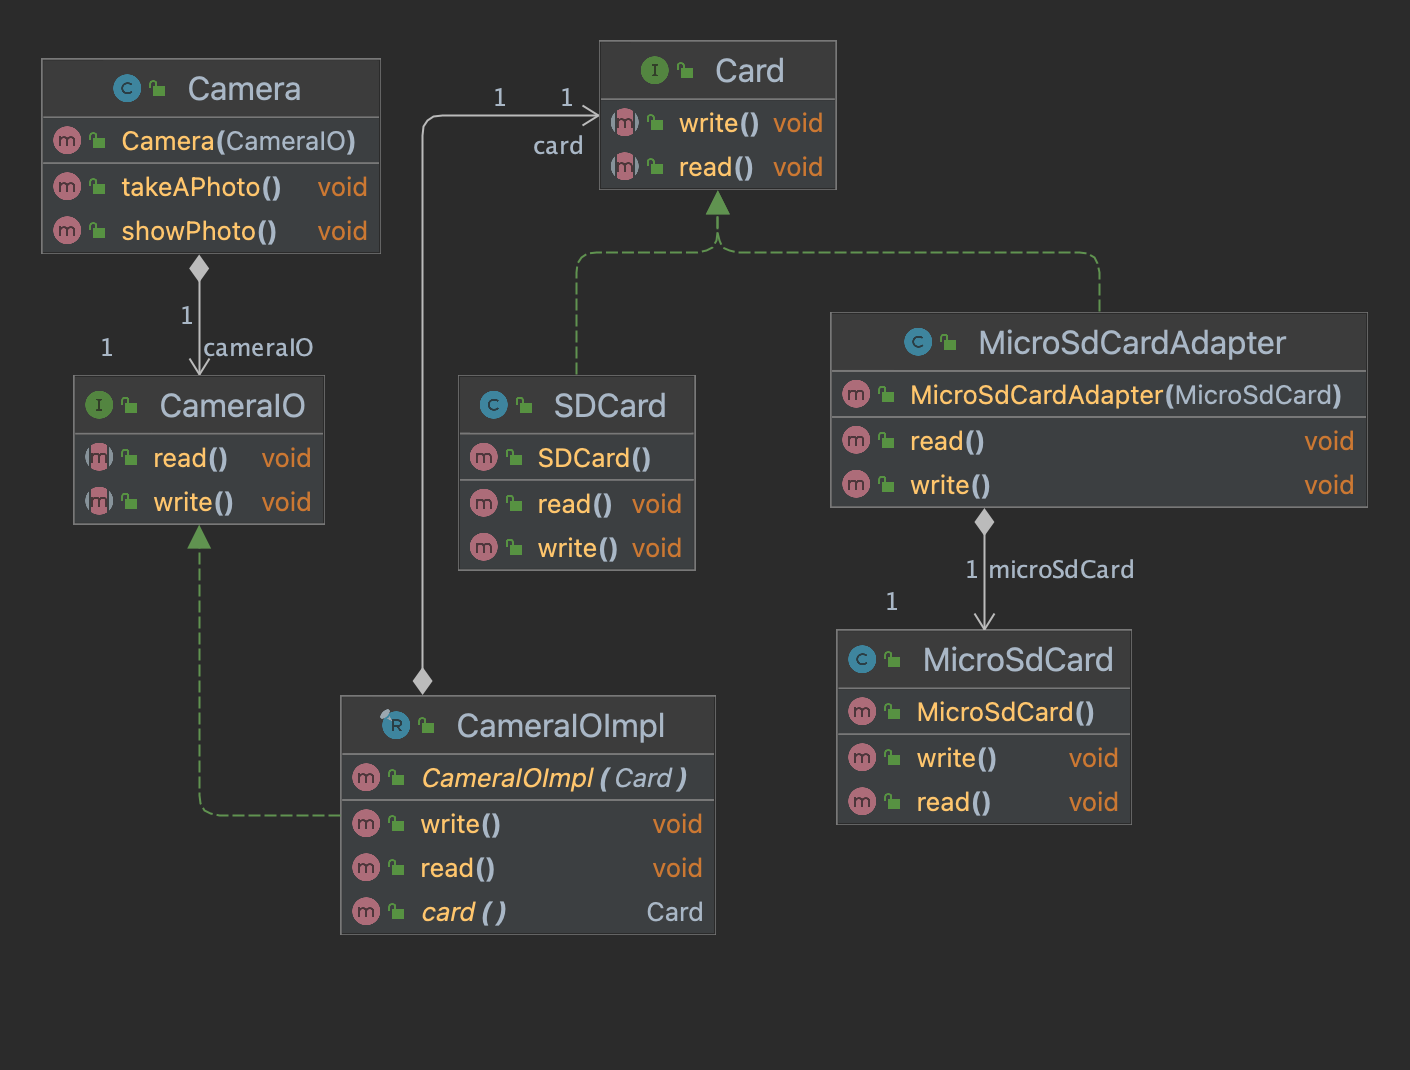 Camera
Camera(CameraIO)
takeAPhoto() void
showPhoto() void
1
1
cameraIO
CameraIO
read() void
write() void
1
1
card
Card
write() void
read() void
SDCard
SDCard()
read() void
write() void
MicroSdCardAdapter
MicroSdCardAdapter(MicroSdCard)
read() void
write() void
1
microSdCard
1
MicroSdCard
MicroSdCard()
write() void
read() void
CameraIOImpl
CameraIOImpl(Card)
write() void
read() void
card() Card